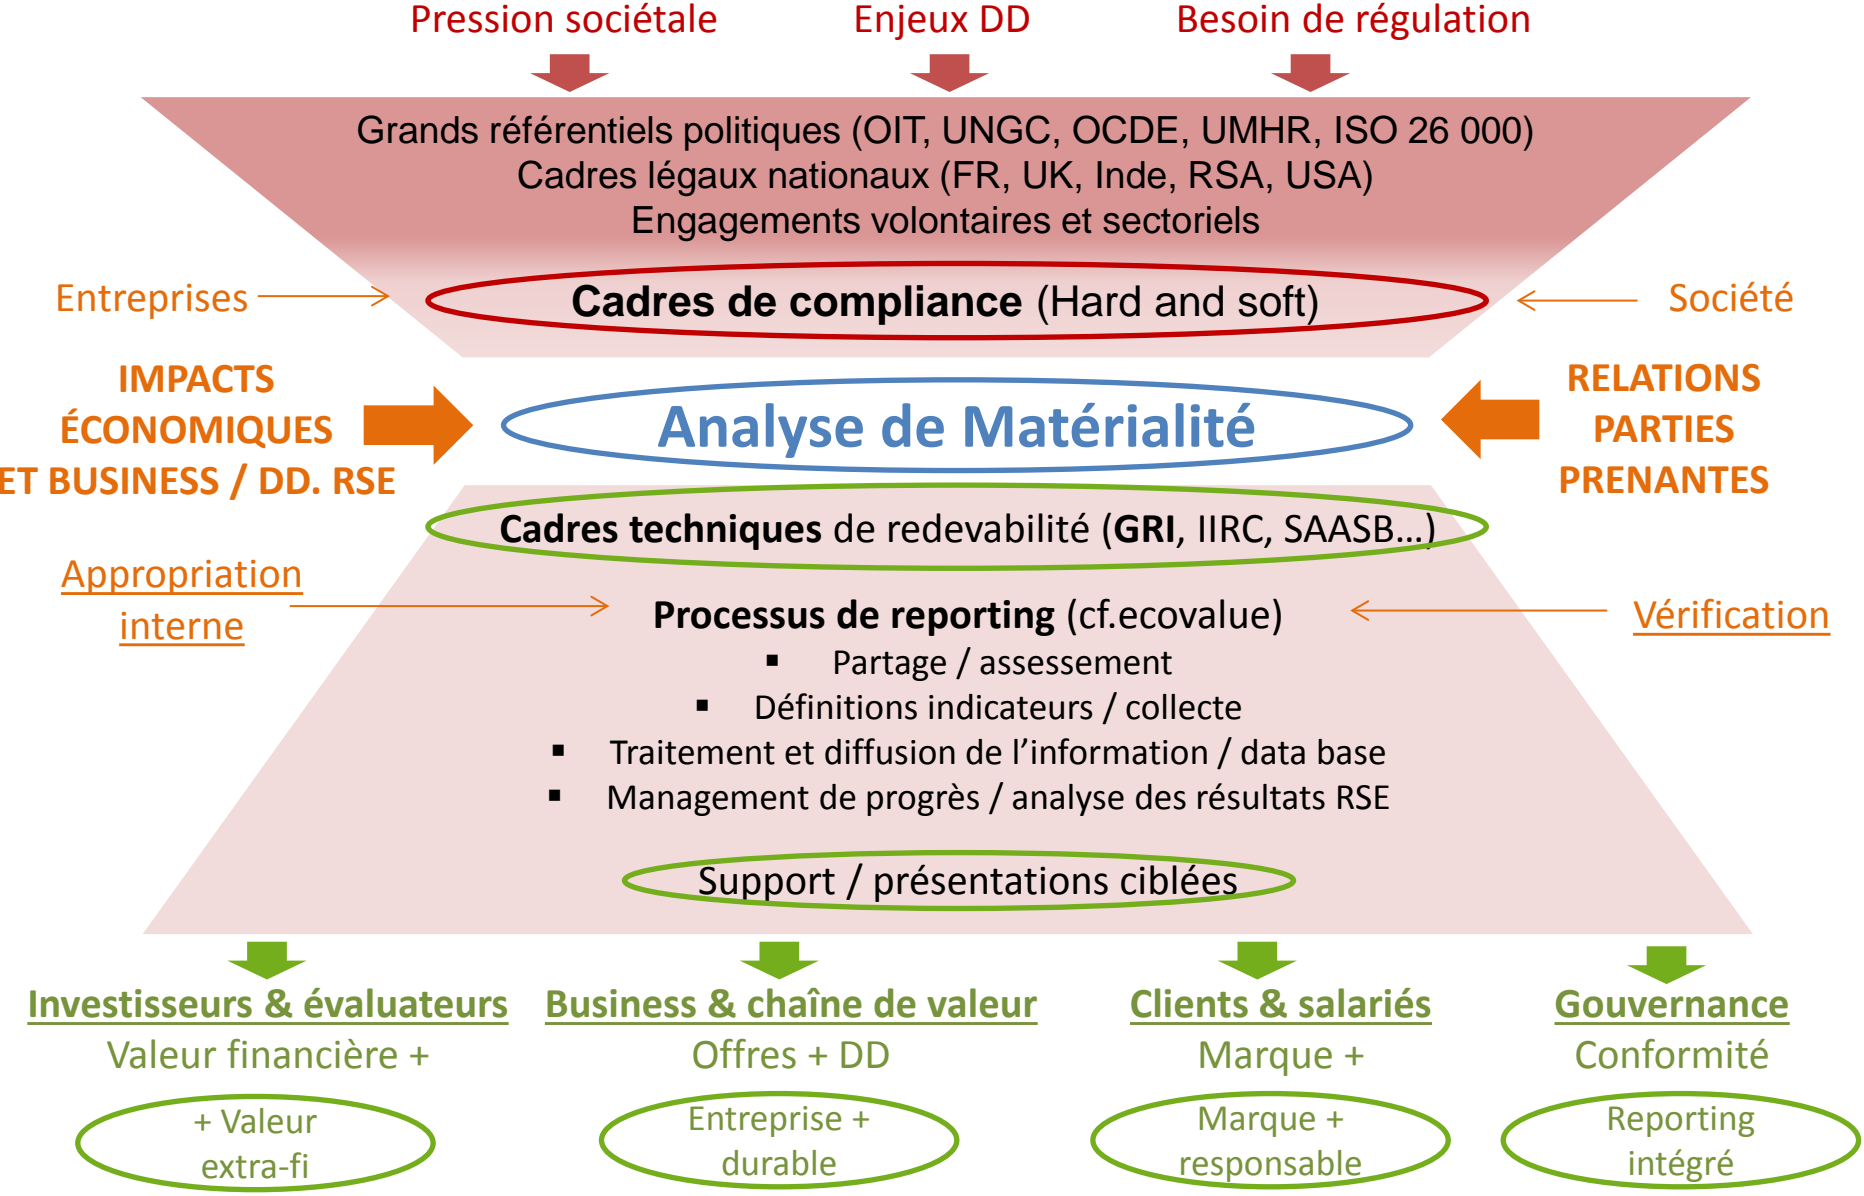 Pression sociétale
Enjeux DD
Besoin de régulation
Grands référentiels politiques (OIT, UNGC, OCDE, UMHR, ISO 26 000)
Cadres légaux nationaux (FR, UK, Inde, RSA, USA)
Engagements volontaires et sectoriels
Entreprises
Cadres de compliance (Hard and soft)
Société
IMPACTS
ÉCONOMIQUES
ET BUSINESS / DD. RSE
Analyse de Matérialité
RELATIONS
PARTIES
PRENANTES
Cadres techniques de redevabilité (GRI, IIRC, SAASB...)
Appropriation
interne
Processus de reporting (cf.ecovalue)
Vérification
▪ Partage / assessement
▪ Définitions indicateurs / collecte
▪ Traitement et diffusion de l’information / data base
▪ Management de progrès / analyse des résultats RSE
Support / présentations ciblées
Investisseurs & évaluateurs
Valeur financière +
+ Valeur
extra-fi
Business & chaîne de valeur
Offres + DD
Entreprise +
durable
Clients & salariés
Marque +
Marque +
responsable
Gouvernance
Conformité
Reporting
intégré